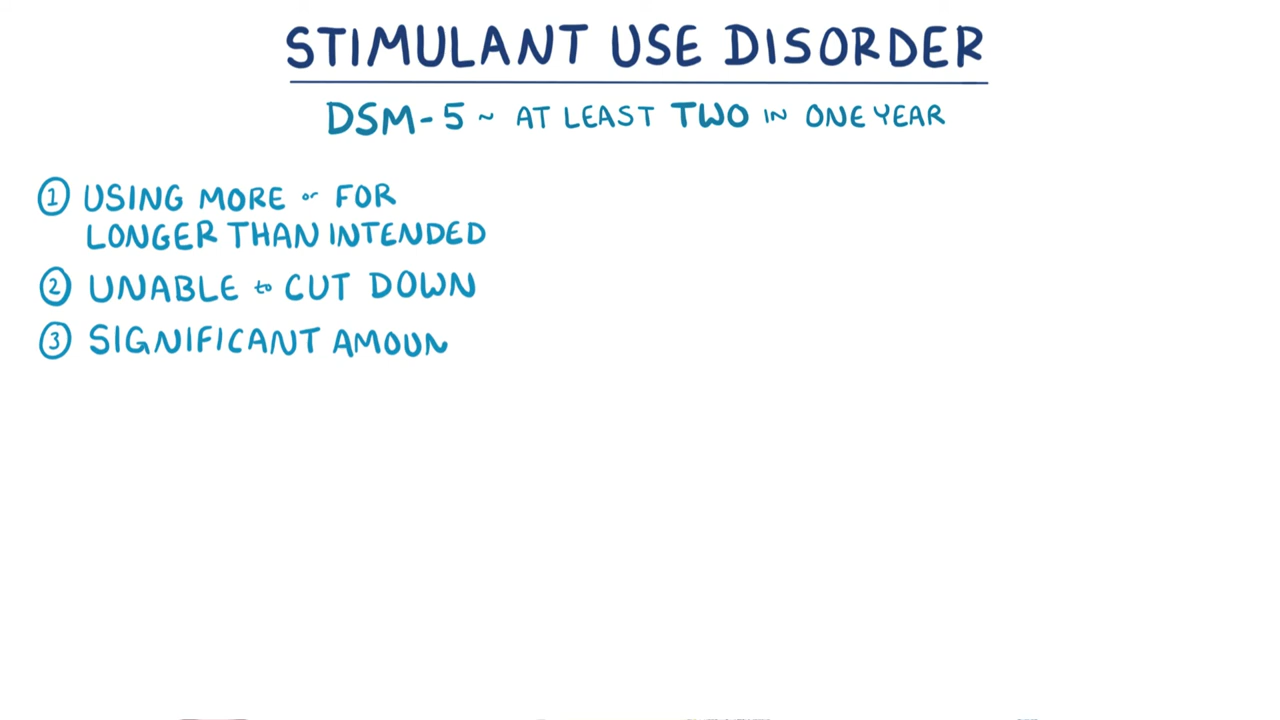 STIMULANT USE DISORDER
DSM-5 ~ AT LEAST TWO IN ONE YEAR
① USING MORE or FOR
LONGER THAN INTENDED
② UNABLE to CUT DOWN
③ SIGNIFICANT AMOUN